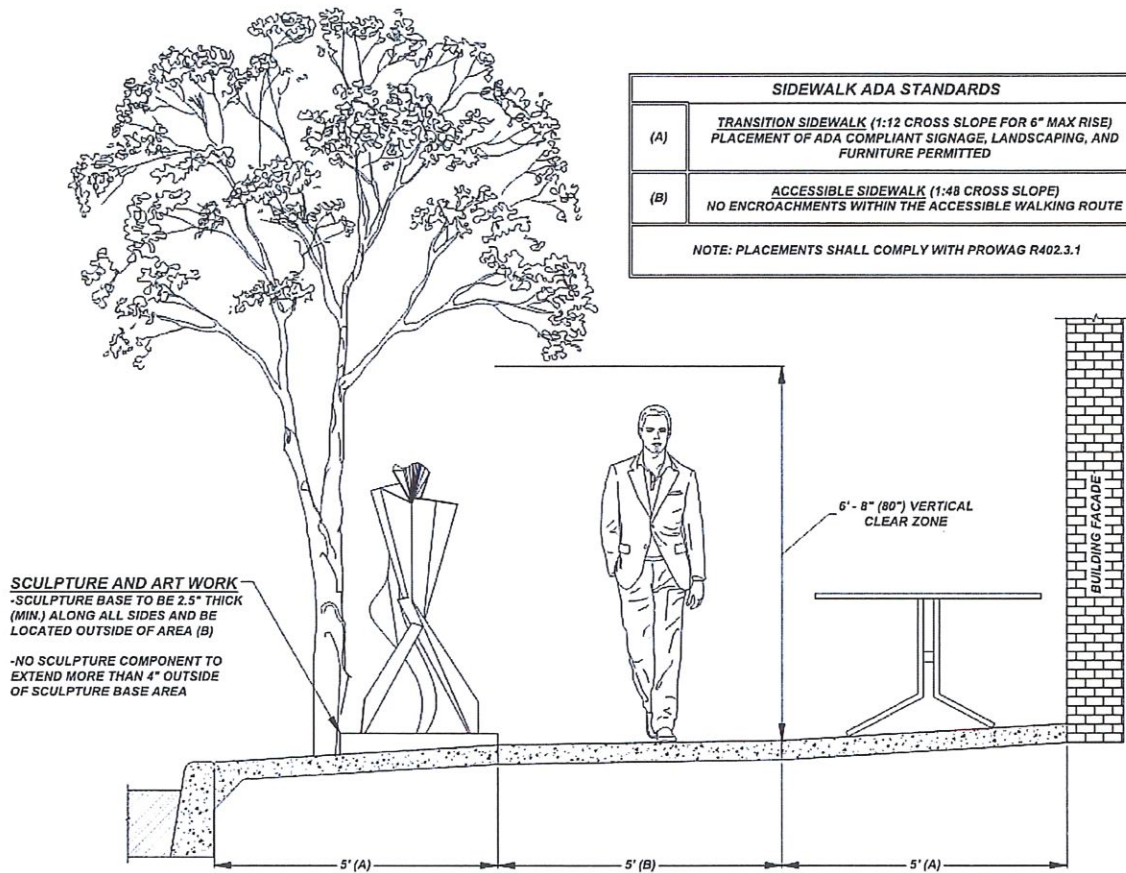 SIDEWALK ADA STANDARDS
(A)
TRANSITION SIDEWALK (1:12 CROSS SLOPE FOR 6" MAX RISE)
PLACEMENT OF ADA COMPLIANT SIGNAGE, LANDSCAPING, AND
FURNITURE PERMITTED
(B)
ACCESSIBLE SIDEWALK (1:48 CROSS SLOPE)
NO ENCROACHMENTS WITHIN THE ACCESSIBLE WALKING ROUTE
NOTE: PLACEMENTS SHALL COMPLY WITH PROWAG R402.3.1
6' - 8" (80") VERTICAL
CLEAR ZONE
BUILDING FACADE
SCULPTURE AND ART WORK
-SCULPTURE BASE TO BE 2.5" THICK
(MIN.) ALONG ALL SIDES AND BE
LOCATED OUTSIDE OF AREA (B)
-NO SCULPTURE COMPONENT TO
EXTEND MORE THAN 4" OUTSIDE
OF SCULPTURE BASE AREA
5' (A)
5' (B)
5' (A)